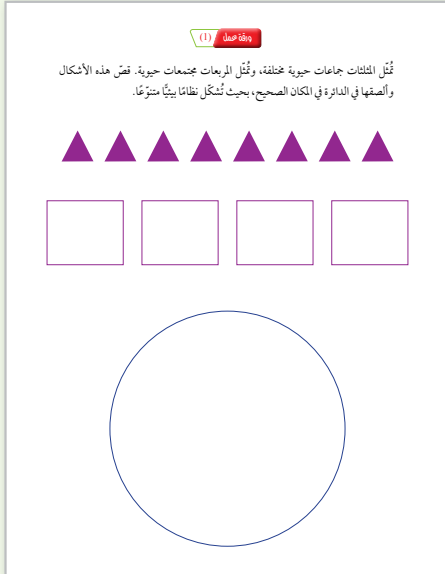 ورقة عمل (1)
تُمثّل المثلثات جماعات حيوية مختلفة، وتُمثّل المربعات مجتمعات حيوية. قصّ هذه الأشكال
وألصقها في الدائرة في المكان الصحيح، بحيث تُشكّل نظامًا بيئيًّا متنوّعًا.